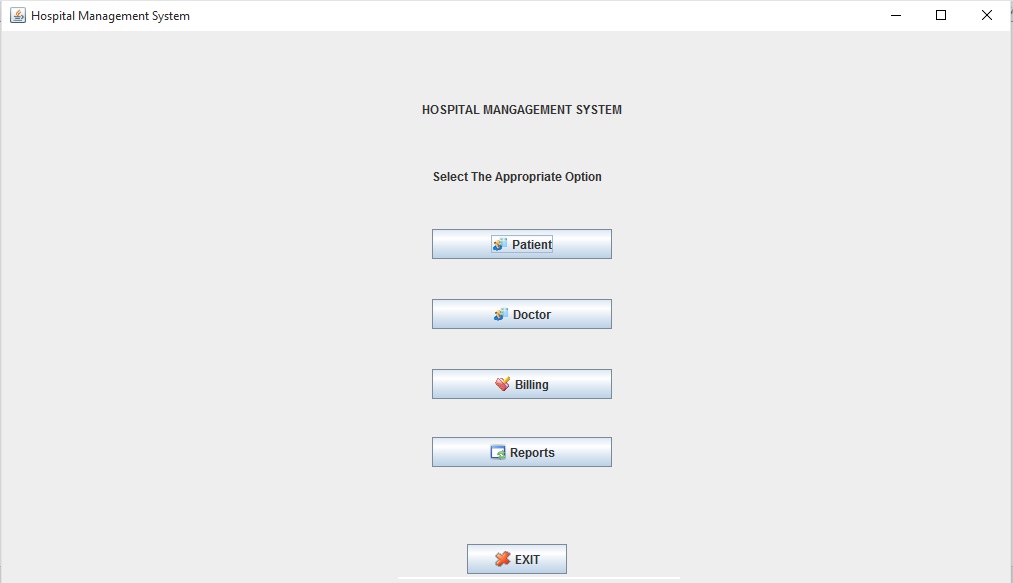 Hospital Management System
HOSPITAL MANGAGEMENT SYSTEM
Select The Appropriate Option
Patient
Doctor
Billing
Reports
EXIT